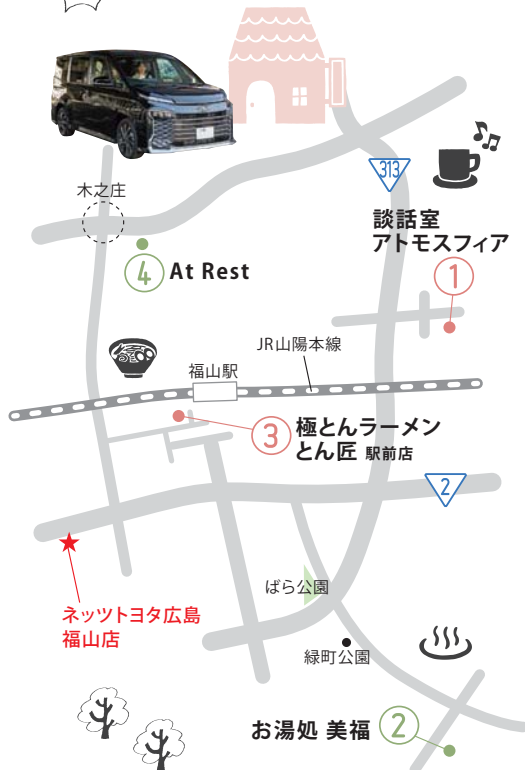 313
木之庄
談話室
アトモスフィア
1
4 At Rest
JR山陽本線
福山駅
3 極とんラーメン
とん匠 駅前店
2
ばら公園
ネッツトヨタ広島
福山店
緑町公園
お湯処 美福 2